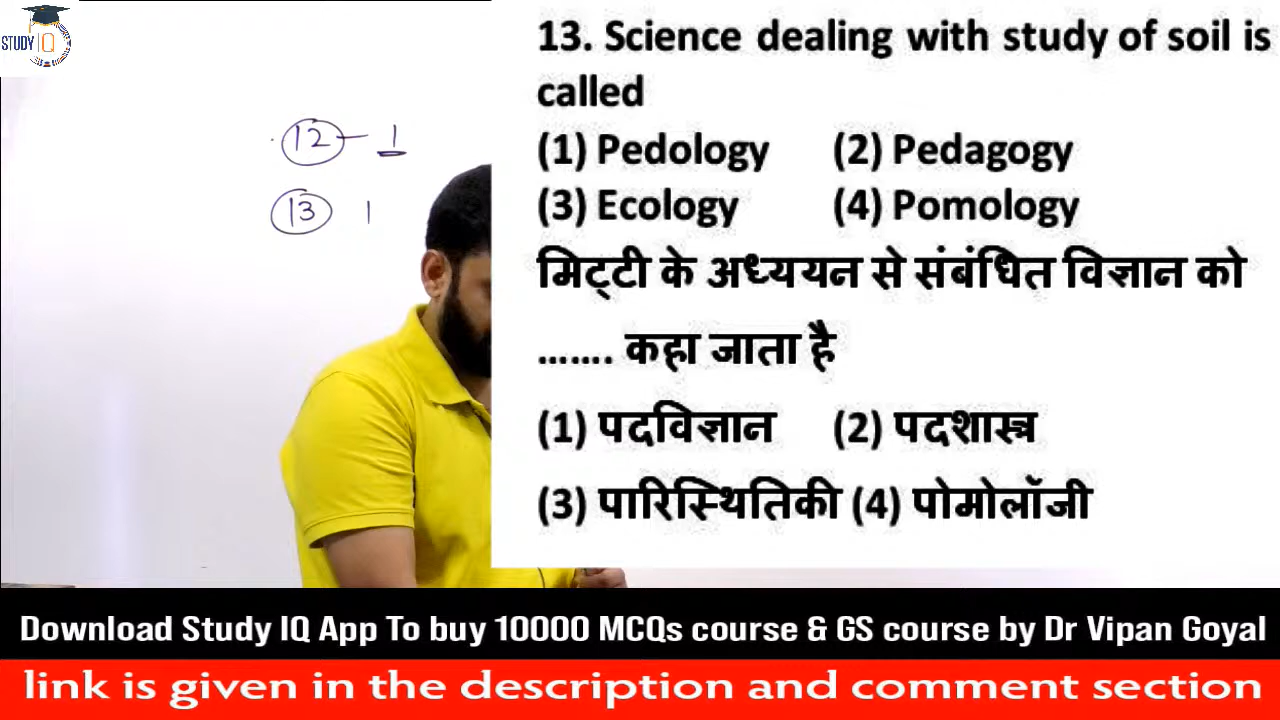 STUDY IQ
12 - 1
13 1
13. Science dealing with study of soil is
called
(1) Pedology (2) Pedagogy
(3) Ecology (4) Pomology
मिट्टी के अध्ययन से संबंधित विज्ञान को
....... कहा जाता है
(1) पदविज्ञान (2) पदशास्त्र
(3) पारिस्थितिकी (4) पोमोलॉजी
Download Study IQ App To buy 10000 MCQs course & GS course by Dr Vipan Goyal
link is given in the description and comment section